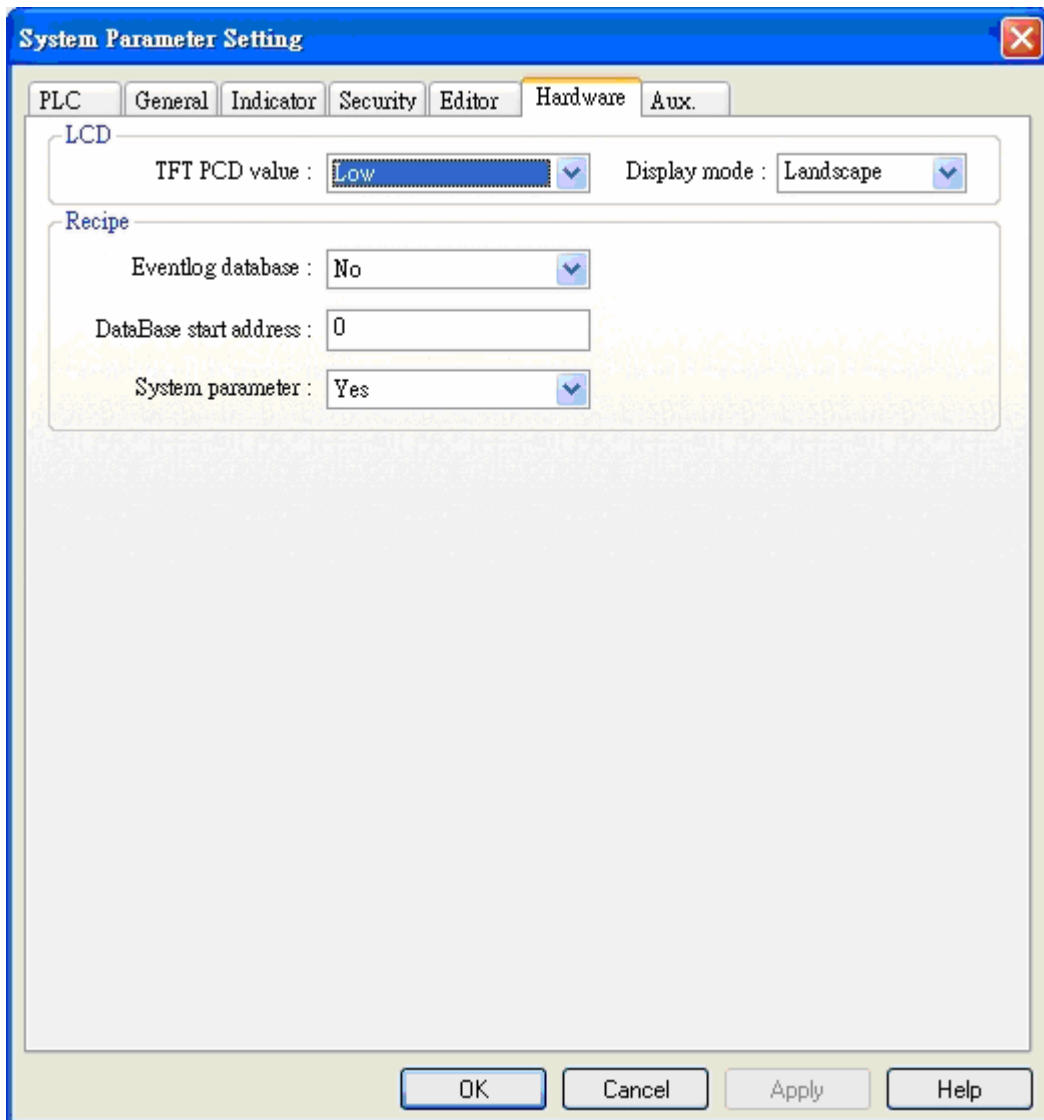 System Parameter Setting
PLC General Indicator Security Editor Hardware Aux.
LCD
TFT PCD value : Low Display mode : Landscape
Recipe
Eventlog database : No
DataBase start address : 0
System parameter : Yes
OK Cancel Apply Help